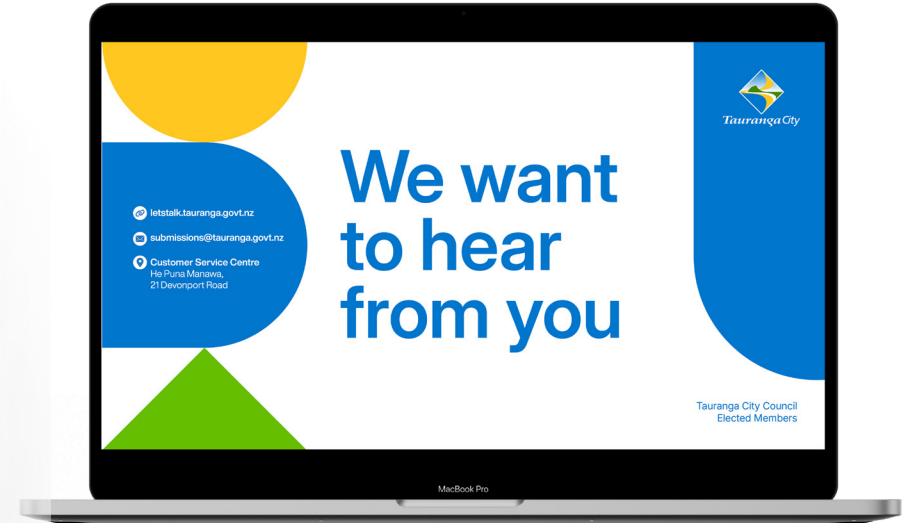 letstalk.tauranga.govt.nz
submissions@tauranga.govt.nz
Customer Service Centre
He Puna Manawa,
21 Devonport Road
We want
to hear
from you
Tauranga City
Tauranga City Council
Elected Members
MacBook Pro